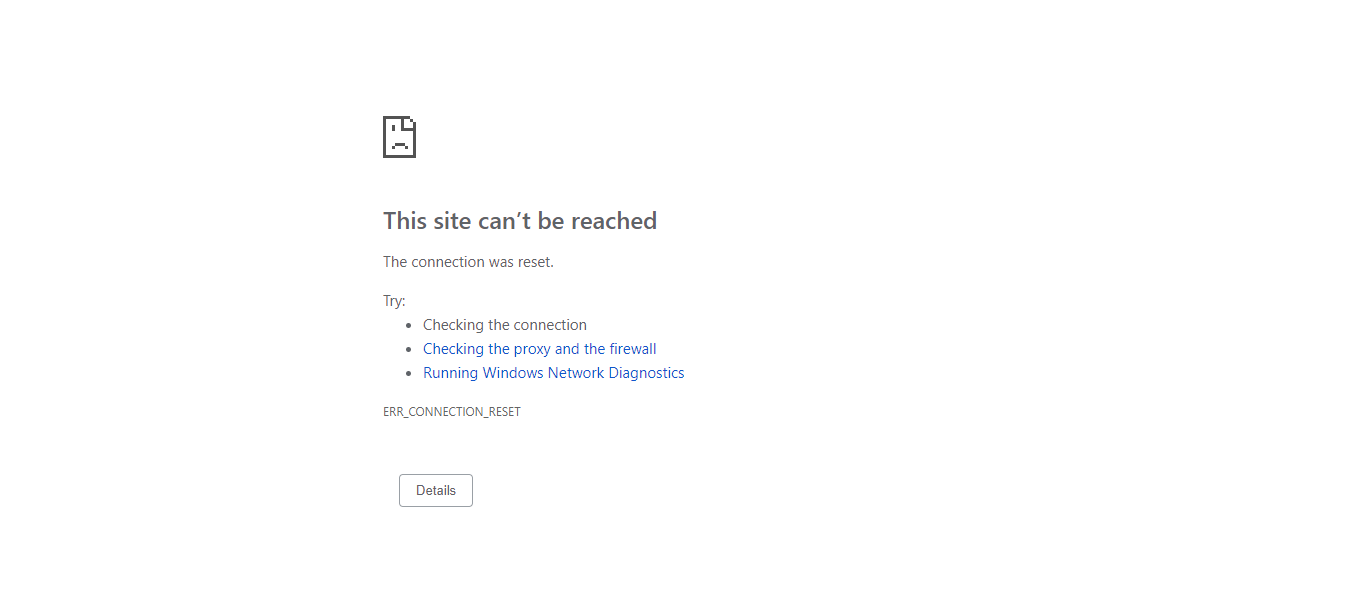 This site can’t be reached
The connection was reset.
Try:
Checking the connection
Checking the proxy and the firewall
Running Windows Network Diagnostics
ERR_CONNECTION_RESET
Details